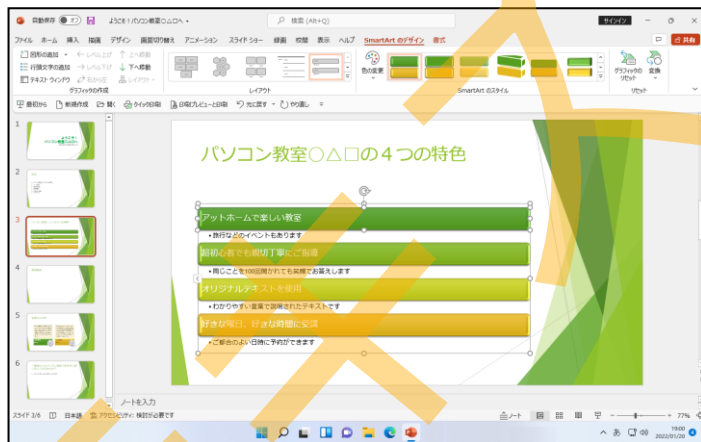 自動保存 オフ ようこそ!パソコン教室○△□へ 検索 (Alt+Q) サインイン
ファイル ホーム 挿入 描画 デザイン 画面切り替え アニメーション スライド ショー 録画 校閲 表示 ヘルプ SmartArt のデザイン 書式 共有
図形の追加 ← レベル上げ ↑ 上へ移動
行頭文字の追加 → レベル下げ ↓ 下へ移動
テキスト ウィンドウ 右から左 レイアウト
色の変更
グラフィックの リセット 変換
グラフィックの作成 レイアウト SmartArt のスタイル リセット
最初から 新規作成 開く クイック印刷 印刷プレビューと印刷 元に戻す やり直し
1
2
3
4
5
6
パソコン教室○△□の4つの特色
アットホームで楽しい教室
•旅行などのイベントもあります
超初心者でも親切丁寧にご指導
•同じことを100回聞かれても笑顔でお答えします
オリジナルテキストを使用
•わかりやすい言葉で説明されたテキストです
好きな曜日、好きな時間に受講
•ご都合のよい日時に予約ができます
ノートを入力
スライド 3/6 日本語 アクセシビリティ: 検討が必要です ノート 77%
あ 19:00
2022/01/20